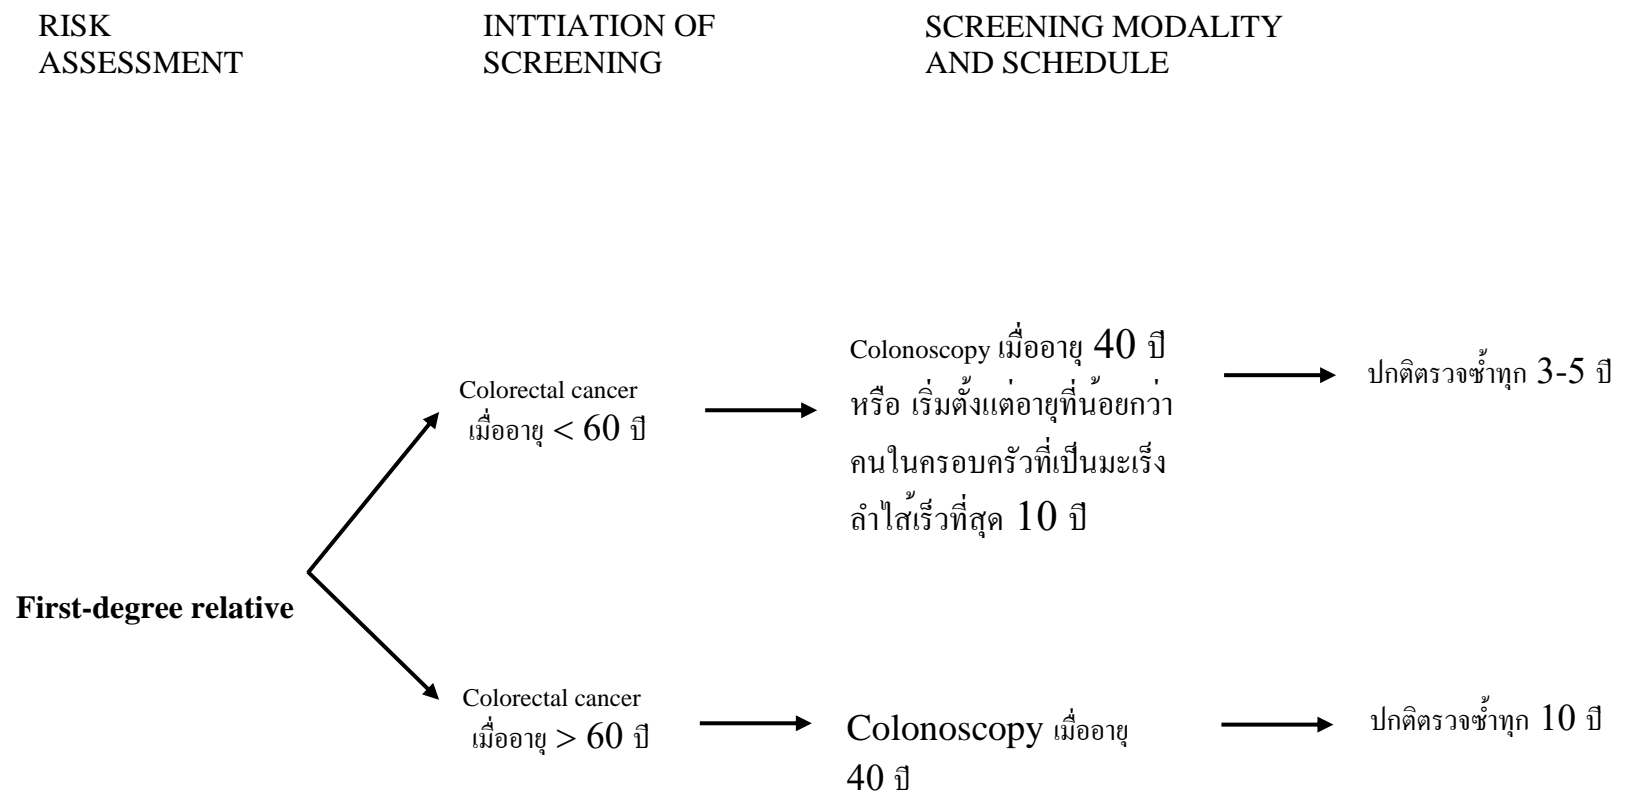 RISK
ASSESSMENT
INTTIATION OF
SCREENING
SCREENING MODALITY
AND SCHEDULE
Colonoscopy เมื่ออายุ 40 ปี
หรือ เริ่มตั้งแต่อายุที่น้อยกว่า
คนในครอบครัวที่เป็นมะเร็ง
ลำไส้เร็วที่สุด 10 ปี
ปกติตรวจซ้ำทุก 3-5 ปี
Colorectal cancer
เมื่ออายุ < 60 ปี
First-degree relative
Colorectal cancer
เมื่ออายุ > 60 ปี
Colonoscopy เมื่ออายุ
40 ปี
ปกติตรวจซ้ำทุก 10 ปี